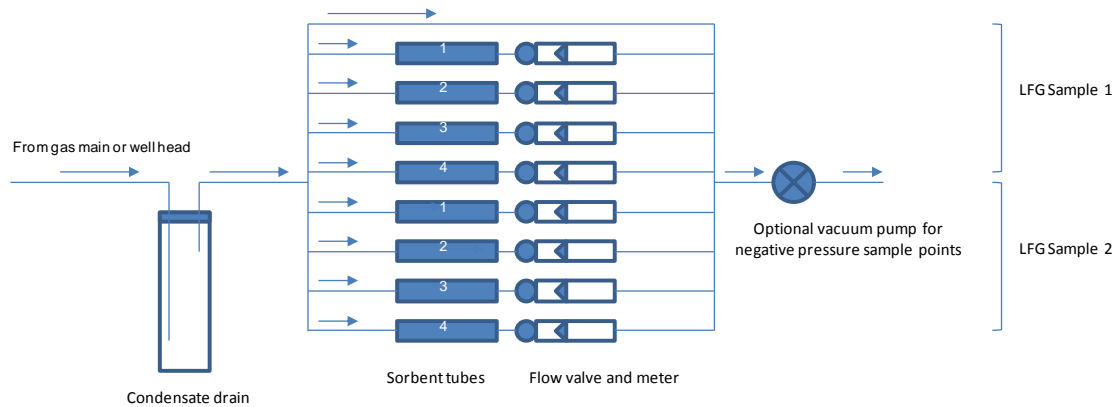 From gas main or well head
1
2
3
4
1
2
3
4
Condensate drain
Sorbent tubes
Flow valve and meter
Optional vacuum pump for
negative pressure sample points
LFG Sample 1
LFG Sample 2